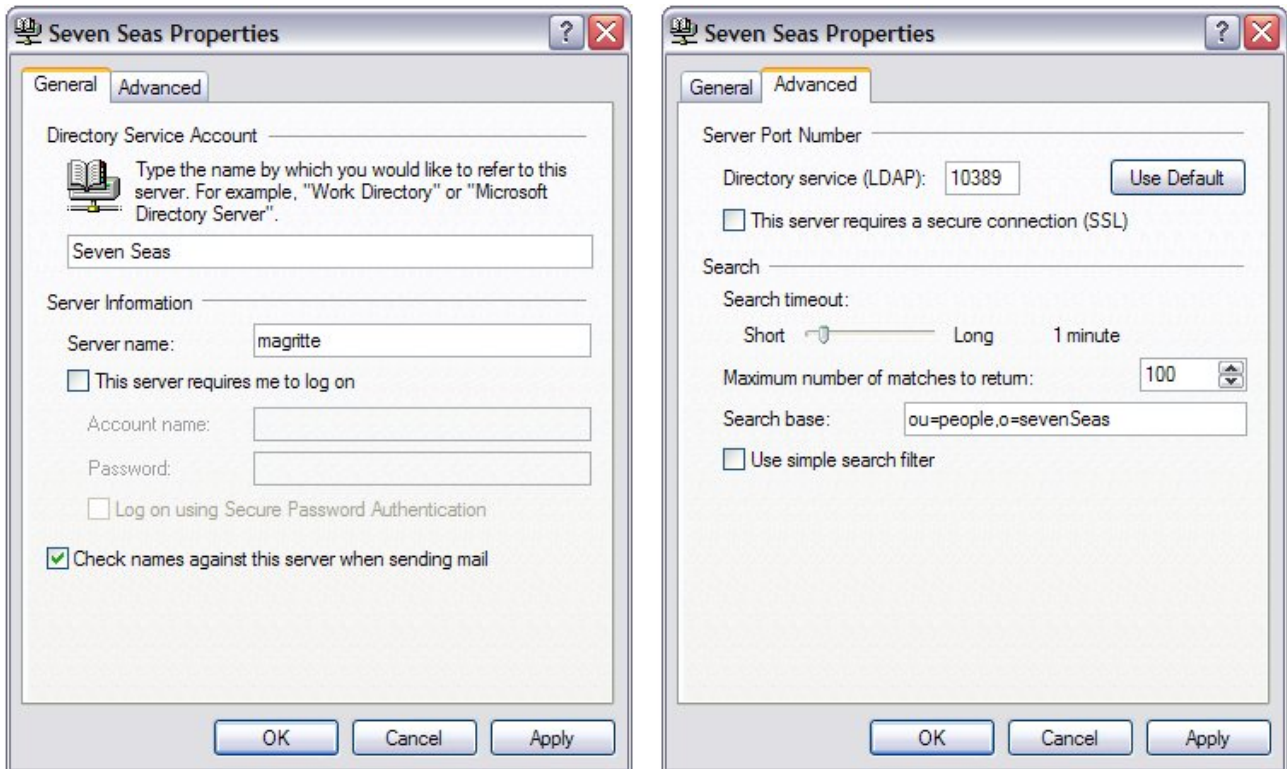 Seven Seas Properties
General
Advanced
Directory Service Account
Type the name by which you would like to refer to this
server. For example, "Work Directory" or "Microsoft
Directory Server".
Seven Seas
Server Information
Server name:
magritte
This server requires me to log on
Account name:
Password:
Log on using Secure Password Authentication
Check names against this server when sending mail
OK
Cancel
Apply
Seven Seas Properties
General
Advanced
Server Port Number
Directory service (LDAP):
10389
Use Default
This server requires a secure connection (SSL)
Search
Search timeout:
Short
Long
1 minute
Maximum number of matches to return:
100
Search base:
ou=people,o=sevenSeas
Use simple search filter
OK
Cancel
Apply